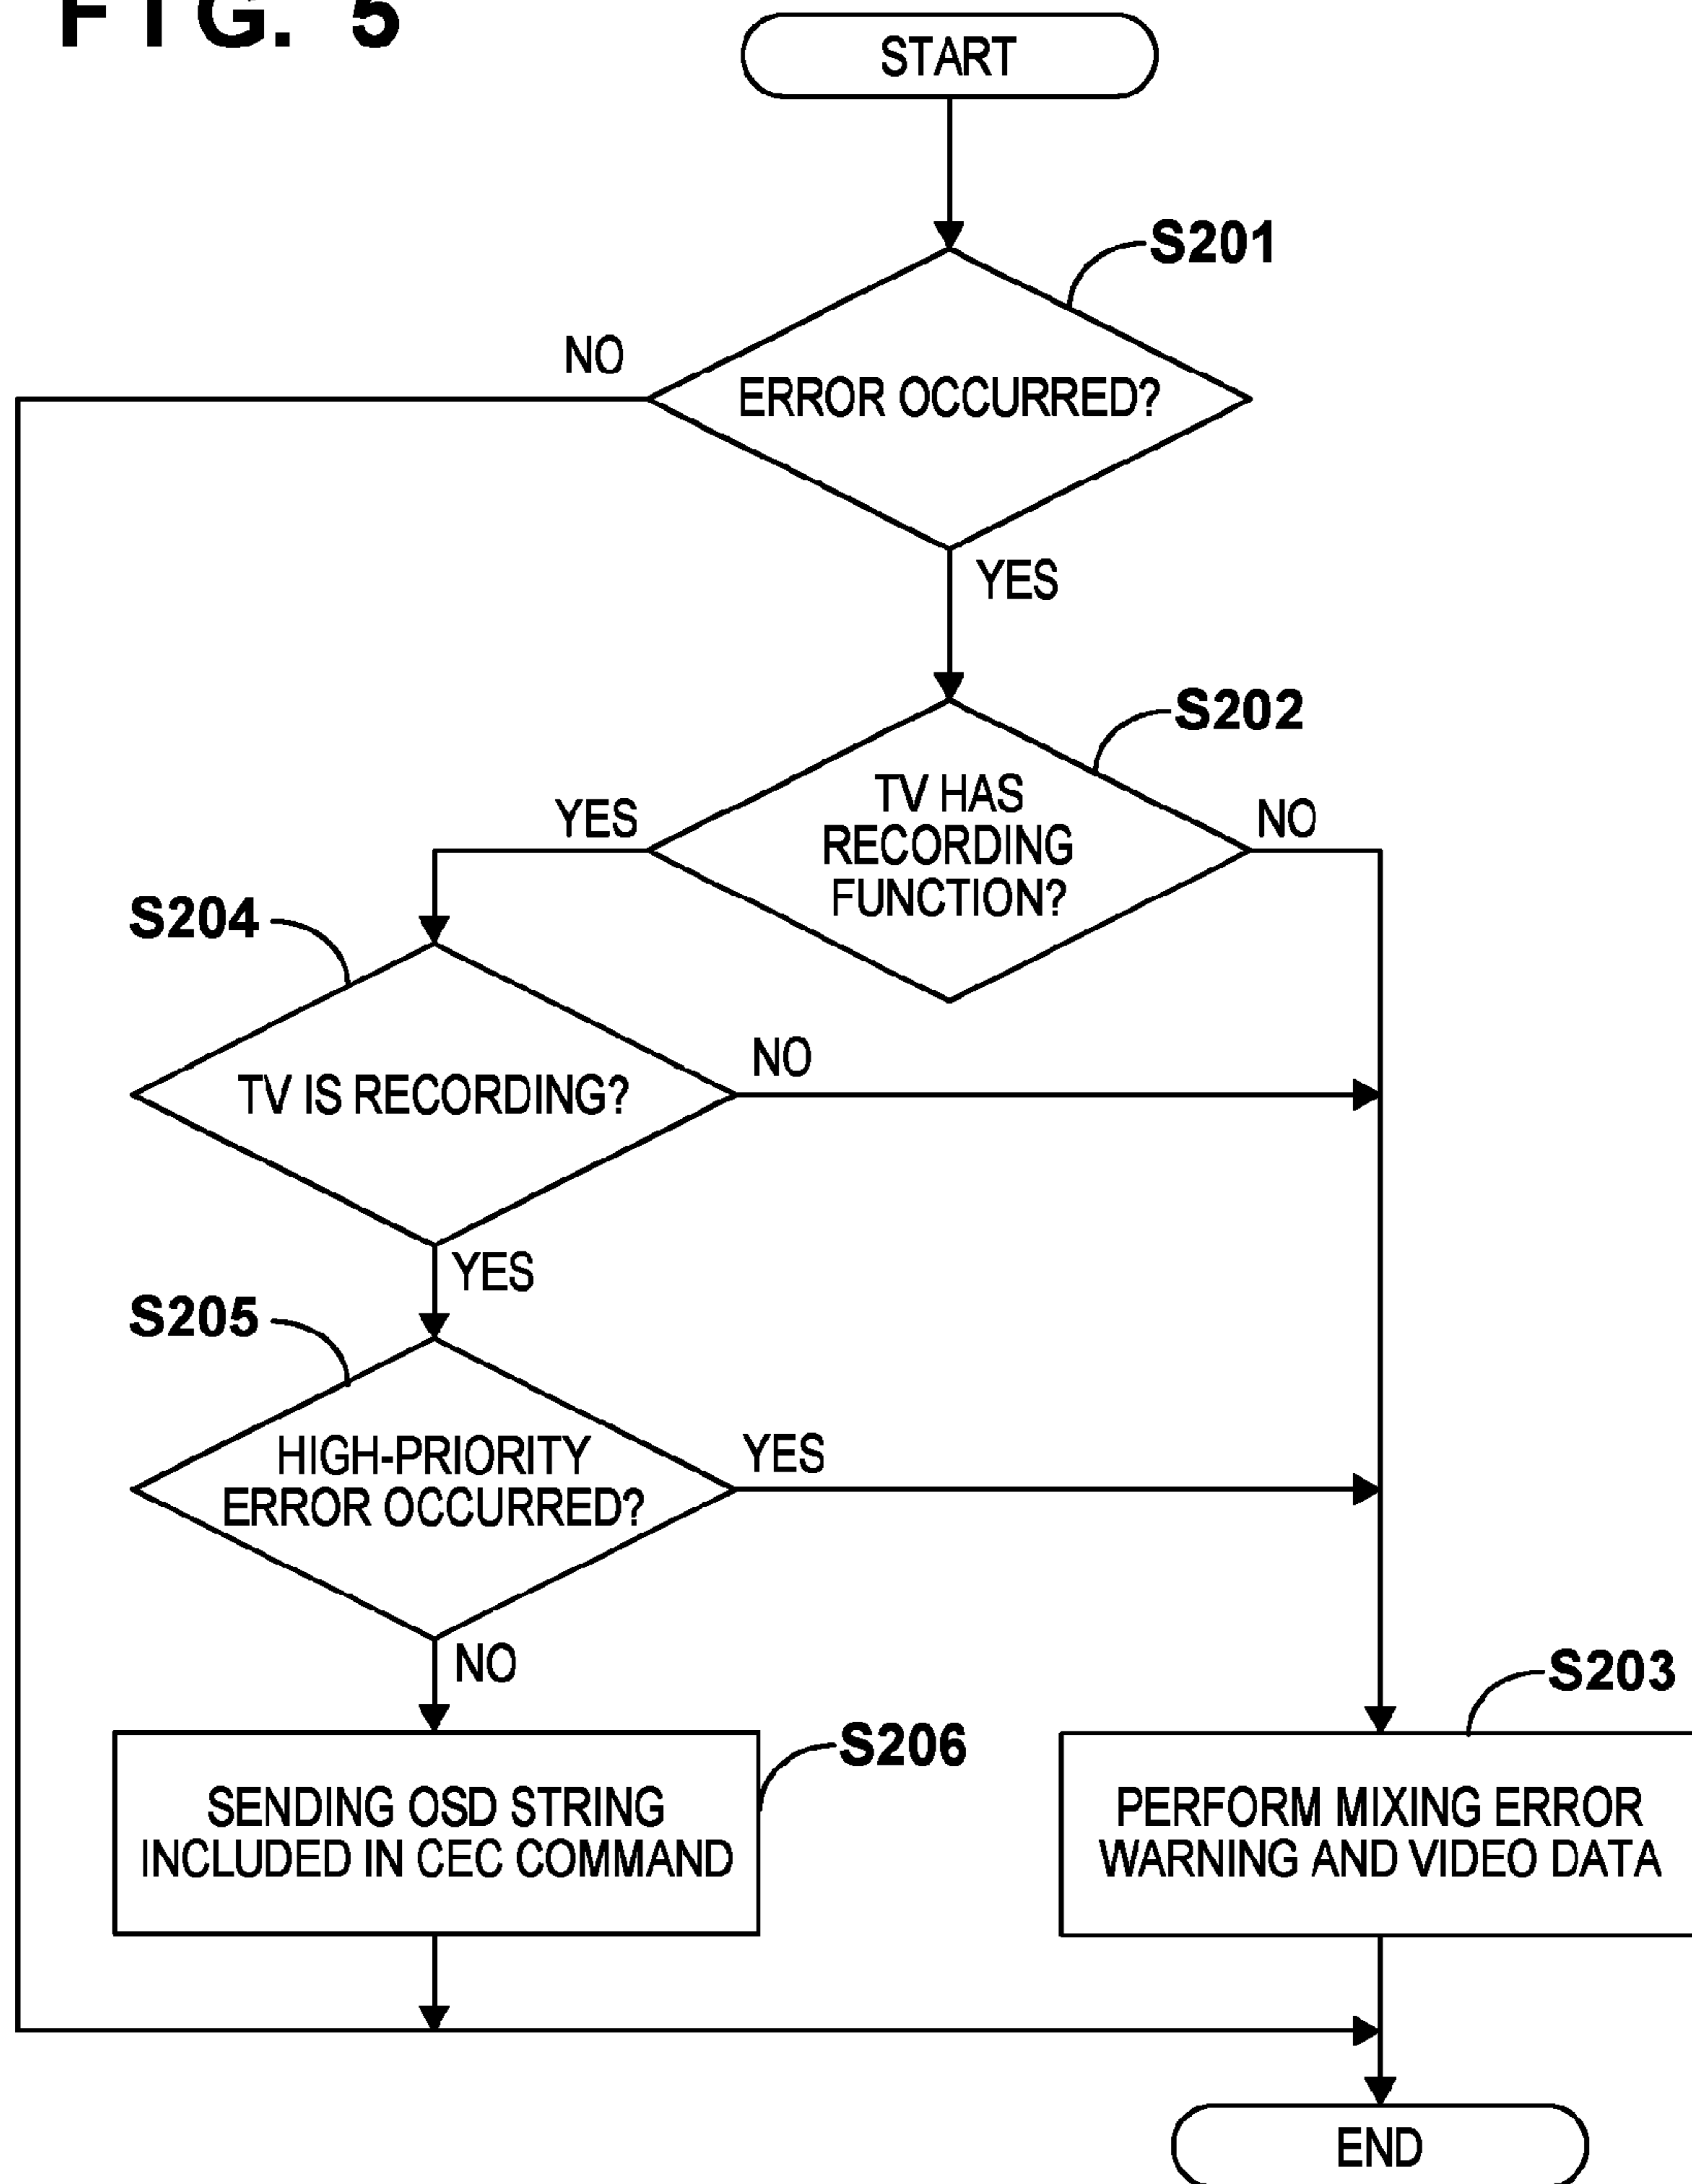 FIG. 5
START
S201
NO
ERROR OCCURRED?
YES
S202
TV HAS
RECORDING
FUNCTION?
YES
NO
S204
TV IS RECORDING?
NO
YES
S205
HIGH-PRIORITY
ERROR OCCURRED?
YES
NO
S203
S206
SENDING OSD STRING
INCLUDED IN CEC COMMAND
PERFORM MIXING ERROR
WARNING AND VIDEO DATA
END